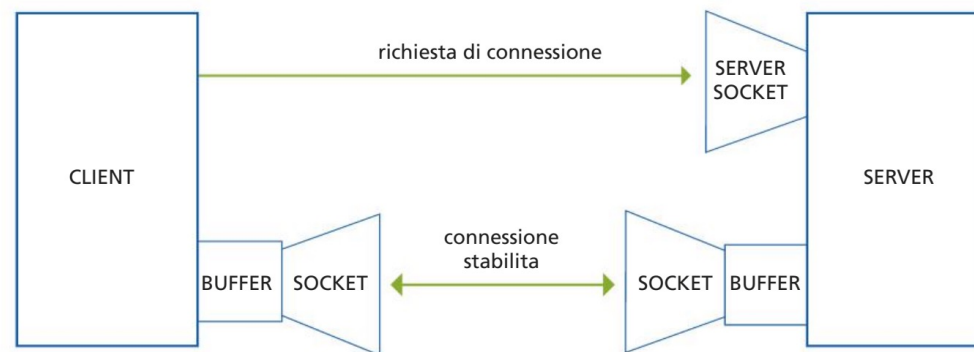 richiesta di connessione
SERVER
SOCKET
CLIENT
SERVER
connessione
stabilita
BUFFER
SOCKET
SOCKET
BUFFER